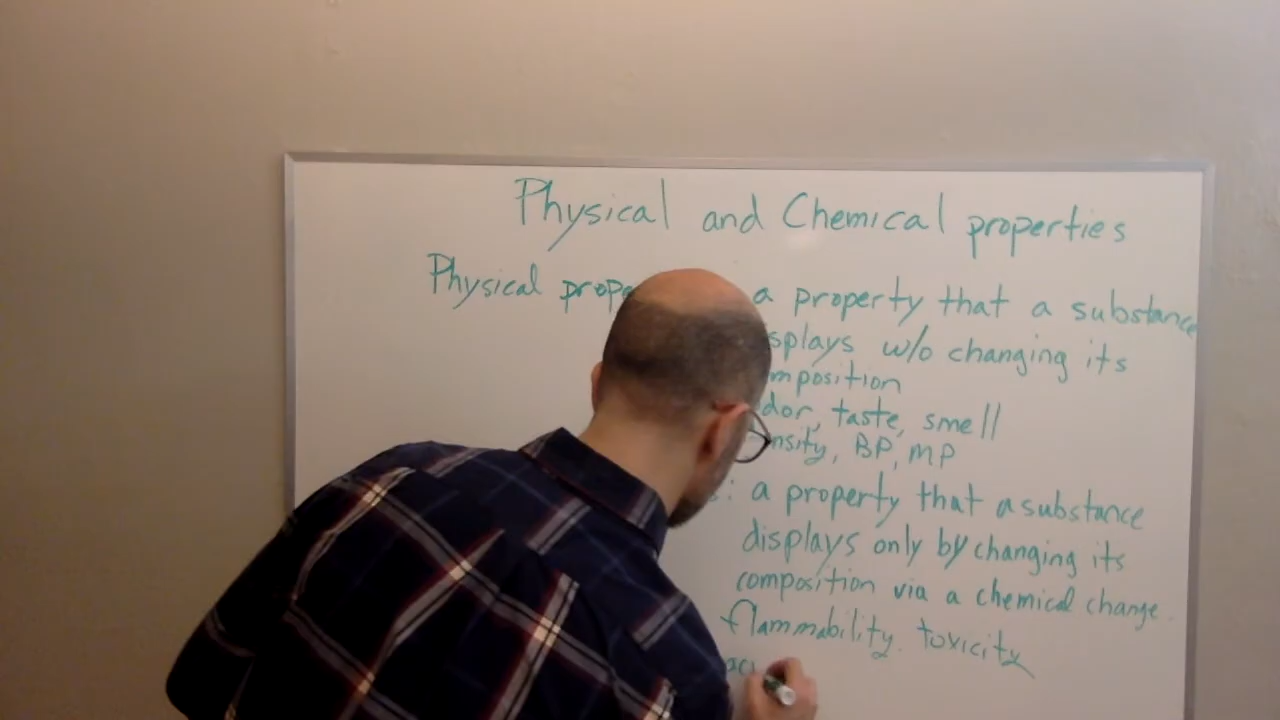 Physical and Chemical properties
Physical prope a property that a substance
splays w/o changing its
mposition
dor, taste, smell
nsity, BP, MP
s: a property that a substance
displays only by changing its
composition via a chemical change.
flammability, toxicity
aci